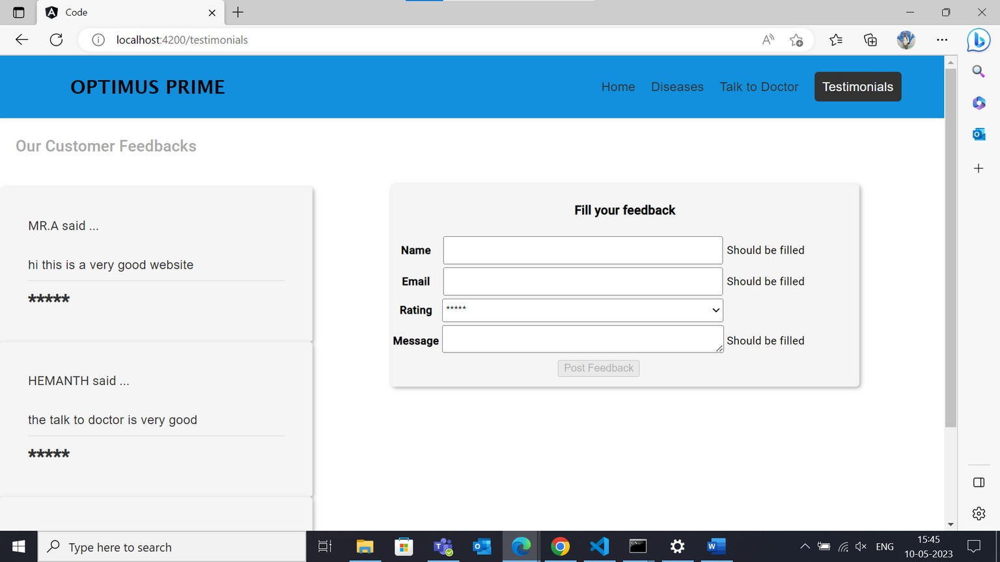 Code
localhost:4200/testimonials
OPTIMUS PRIME
Home Diseases Talk to Doctor Testimonials
Our Customer Feedbacks
MR.A said ...
hi this is a very good website
*****
HEMANTH said ...
the talk to doctor is very good
*****
Fill your feedback
Name Should be filled
Email Should be filled
Rating *****
Message Should be filled
Post Feedback
Type here to search
ENG
15:45
10-05-2023